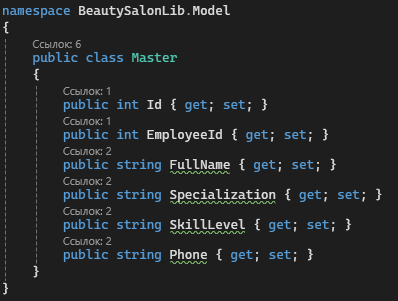 namespace BeautySalonLib.Model
{
Ссылок: 6
public class Master
{
Ссылок: 1
public int Id { get; set; }
Ссылок: 1
public int EmployeeId { get; set; }
Ссылок: 2
public string FullName { get; set; }
Ссылок: 2
public string Specialization { get; set; }
Ссылок: 2
public string SkillLevel { get; set; }
Ссылок: 2
public string Phone { get; set; }
}
}